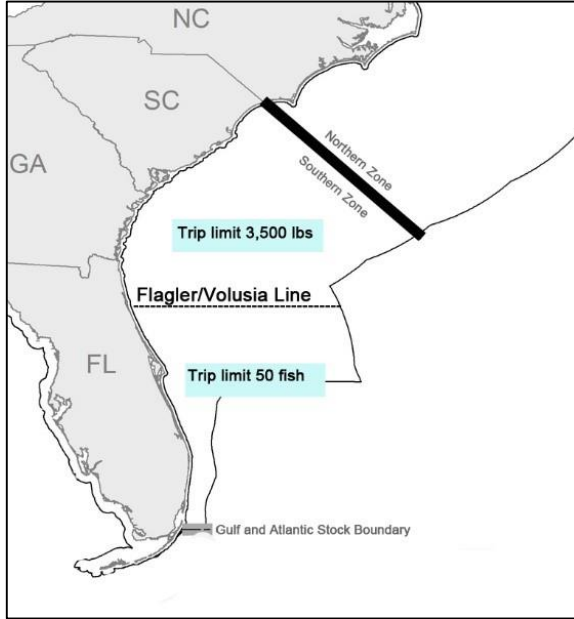 NC
SC
GA
Northern Zone
Southern Zone
Trip limit 3,500 lbs
Flagler/Volusia Line
FL
Trip limit 50 fish
Gulf and Atlantic Stock Boundary